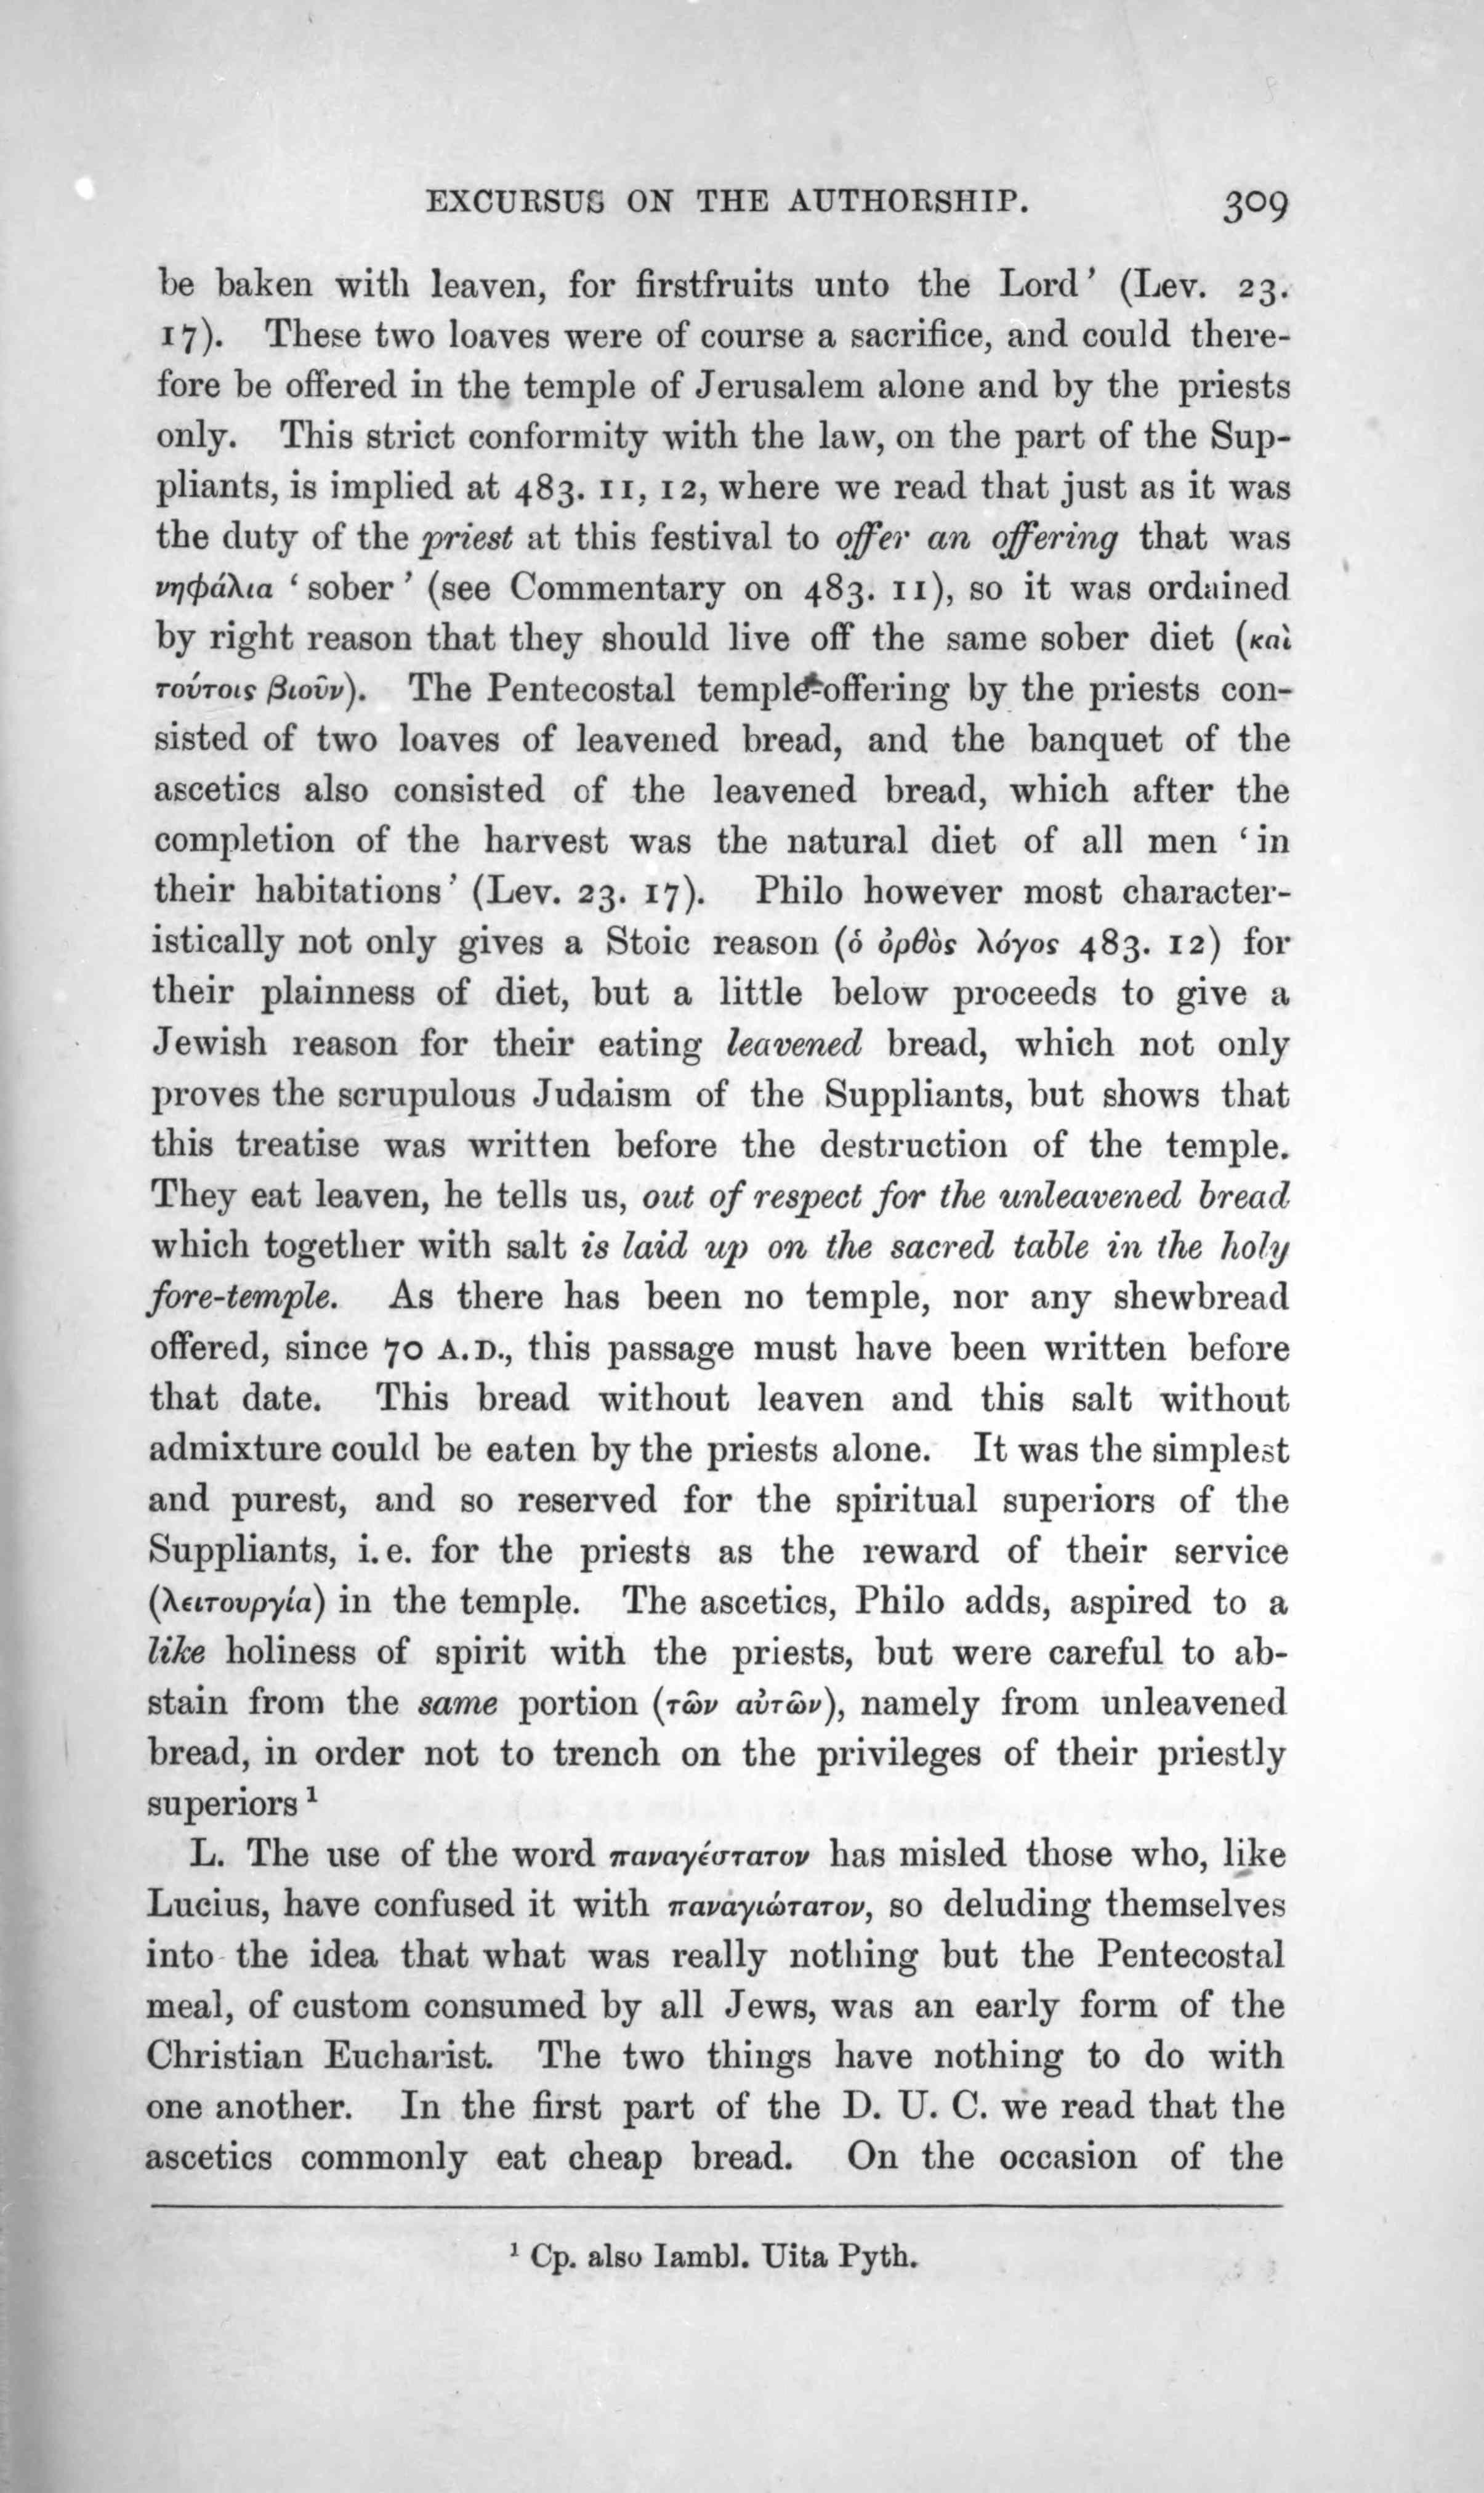 EXCURSUS ON THE AUTHORSHIP. 309
be baken with leaven, for firstfruits unto the Lord’ (Lev. 23.
17). These two loaves were of course a sacrifice, and could there-
fore be offered in the temple of Jerusalem alone and by the priests
only. This strict conformity with the law, on the part of the Sup-
pliants, is implied at 483. 11, 12, where we read that just as it was
the duty of the priest at this festival to offer an offering that was
νηφάλια ‘sober’ (see Commentary on 483. 11), so it was ordained
by right reason that they should live off the same sober diet (καὶ
τούτοις βιοῦν). The Pentecostal temple-offering by the priests con-
sisted of two loaves of leavened bread, and the banquet of the
ascetics also consisted of the leavened bread, which after the
completion of the harvest was the natural diet of all men ‘in
their habitations’ (Lev. 23. 17). Philo however most character-
istically not only gives a Stoic reason (ὁ ὀρθὸς λόγος 483. 12) for
their plainness of diet, but a little below proceeds to give a
Jewish reason for their eating leavened bread, which not only
proves the scrupulous Judaism of the Suppliants, but shows that
this treatise was written before the destruction of the temple.
They eat leaven, he tells us, out of respect for the unleavened bread
which together with salt is laid up on the sacred table in the holy
fore-temple. As there has been no temple, nor any shewbread
offered, since 70 A.D., this passage must have been written before
that date. This bread without leaven and this salt without
admixture could be eaten by the priests alone. It was the simplest
and purest, and so reserved for the spiritual superiors of the
Suppliants, i.e. for the priests as the reward of their service
(λειτουργία) in the temple. The ascetics, Philo adds, aspired to a
like holiness of spirit with the priests, but were careful to ab-
stain from the same portion (τῶν αὐτῶν), namely from unleavened
bread, in order not to trench on the privileges of their priestly
superiors ¹
L. The use of the word παναγέστατον has misled those who, like
Lucius, have confused it with παναγιώτατον, so deluding themselves
into the idea that what was really nothing but the Pentecostal
meal, of custom consumed by all Jews, was an early form of the
Christian Eucharist. The two things have nothing to do with
one another. In the first part of the D. U. C. we read that the
ascetics commonly eat cheap bread. On the occasion of the
¹ Cp. also Iambl. Uita Pyth.